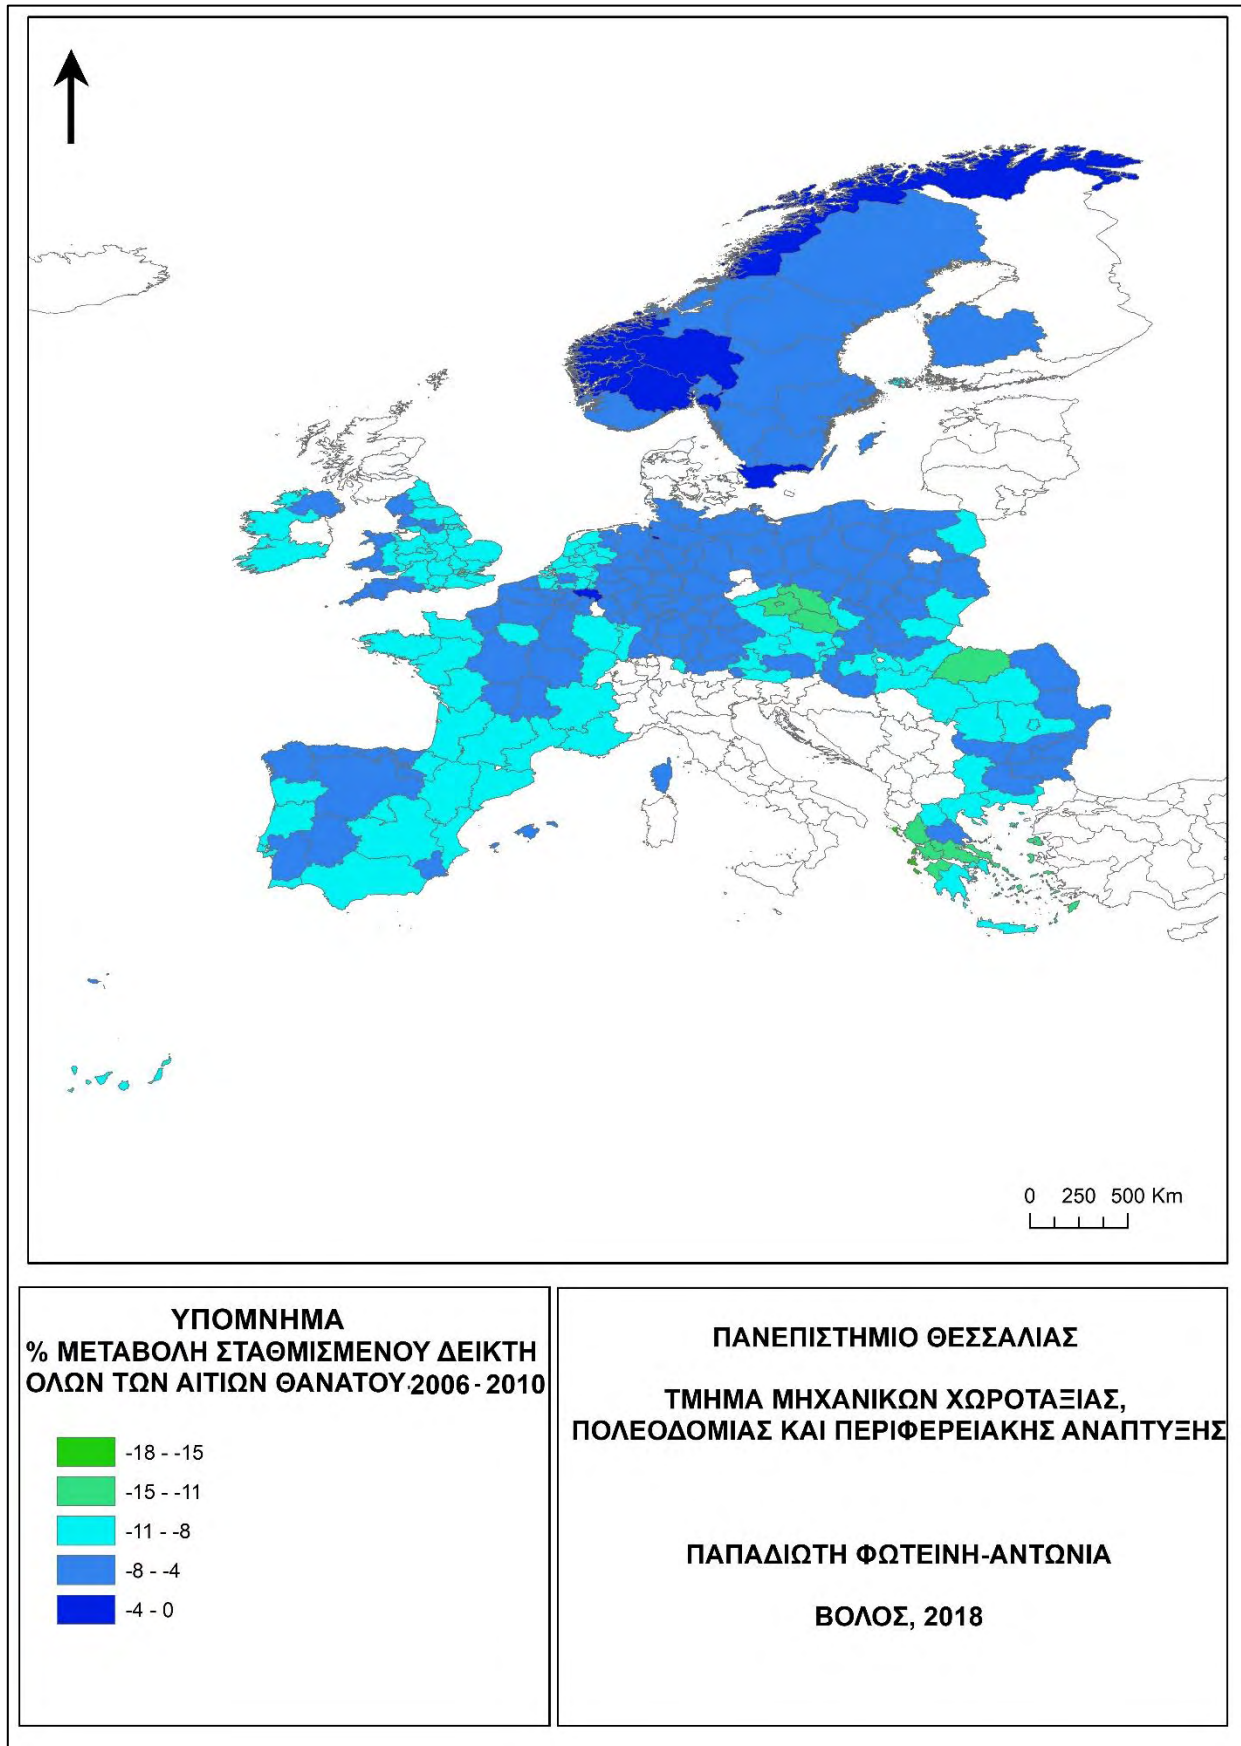 0 250 500 Km
ΥΠΟΜΝΗΜΑ
% ΜΕΤΑΒΟΛΗ ΣΤΑΘΜΙΣΜΕΝΟΥ ΔΕΙΚΤΗ
ΟΛΩΝ ΤΩΝ ΑΙΤΙΩΝ ΘΑΝΑΤΟΥ 2006 - 2010
-18 - -15
-15 - -11
-11 - -8
-8 - -4
-4 - 0
ΠΑΝΕΠΙΣΤΗΜΙΟ ΘΕΣΣΑΛΙΑΣ
ΤΜΗΜΑ ΜΗΧΑΝΙΚΩΝ ΧΩΡΟΤΑΞΙΑΣ,
ΠΟΛΕΟΔΟΜΙΑΣ ΚΑΙ ΠΕΡΙΦΕΡΕΙΑΚΗΣ ΑΝΑΠΤΥΞΗΣ
ΠΑΠΑΔΙΩΤΗ ΦΩΤΕΙΝΗ-ΑΝΤΩΝΙΑ
ΒΟΛΟΣ, 2018